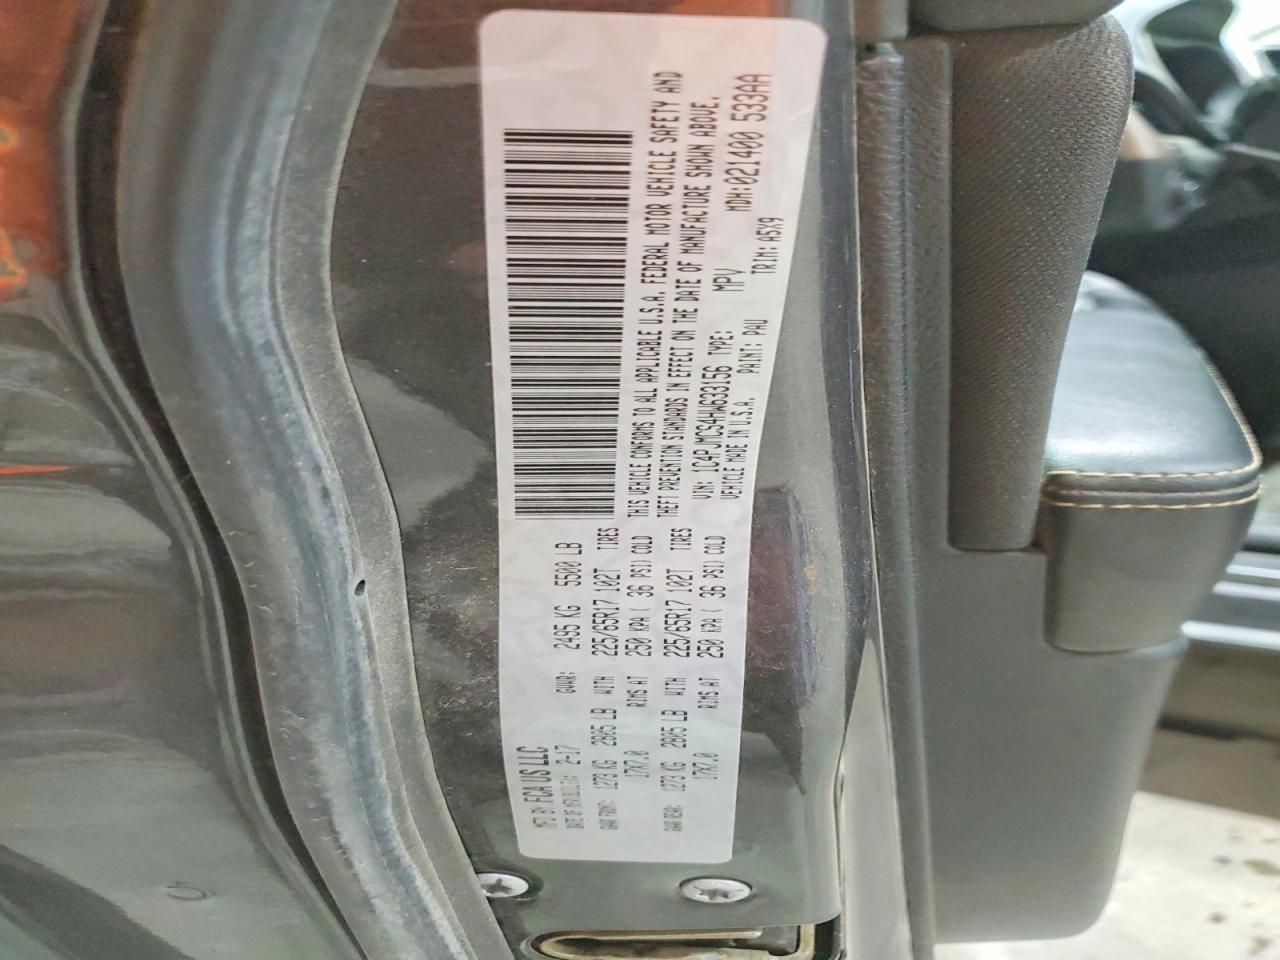 MFD BY FCA US LLC
DATE OF MFR 2-17 GVWR: 2495 KG 5500 LB
GAWR FRONT: 1273 KG 2805 LB WITH 225/65R17 102T TIRES
17X7.0 RIMS AT 250 KPA ( 36 PSI) COLD
GAWR REAR: 1273 KG 2805 LB WITH 225/65R17 102T TIRES
17X7.0 RIMS AT 250 KPA ( 36 PSI) COLD
THIS VEHICLE CONFORMS TO ALL APPLICABLE U.S.A. FEDERAL MOTOR VEHICLE SAFETY AND
THEFT PREVENTION STANDARDS IN EFFECT ON THE DATE OF MANUFACTURE SHOWN ABOVE.
VIN: 1C4PJMCS4HW633156 TYPE: MPV MDH:021400 533AA
VEHICLE MADE IN U.S.A. PAINT: PAU TRIM: A5X9